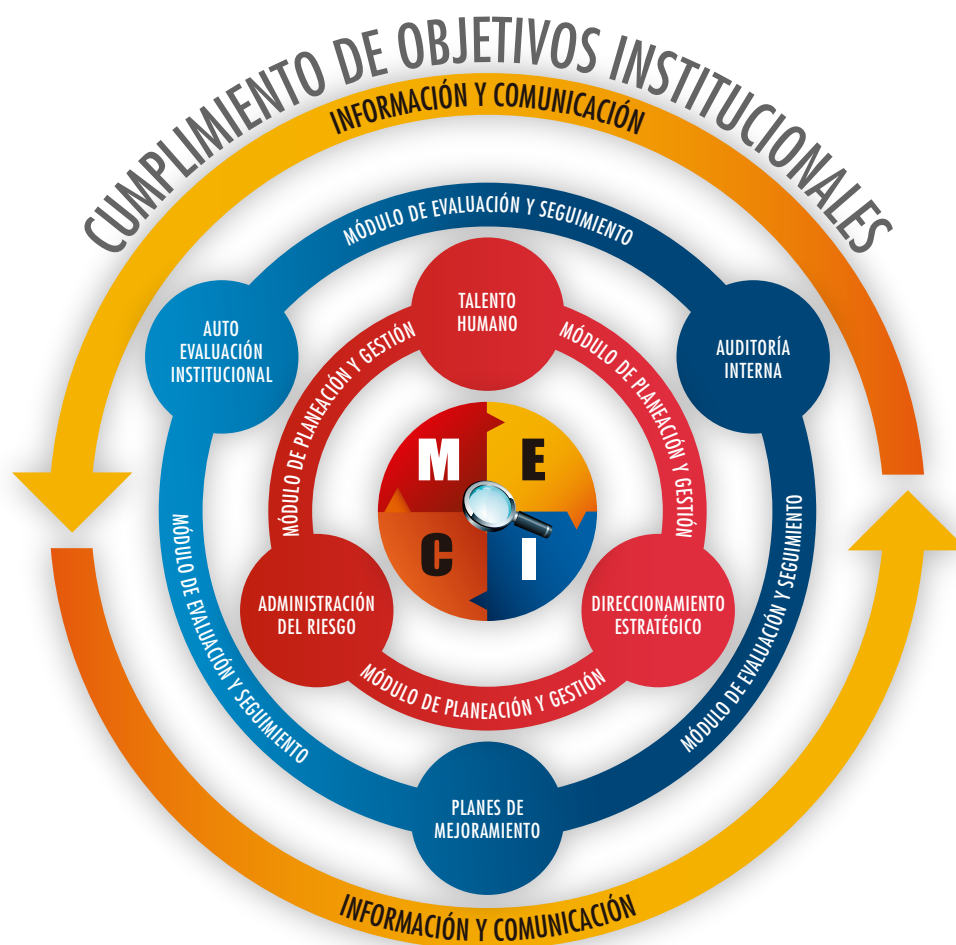 CUMPLIMIENTO DE OBJETIVOS INSTITUCIONALES
INFORMACIÓN Y COMUNICACIÓN
MÓDULO DE EVALUACIÓN Y SEGUIMIENTO
AUTO
EVALUACIÓN
INSTITUCIONAL
TALENTO
HUMANO
AUDITORÍA
INTERNA
MÓDULO DE PLANEACIÓN Y GESTIÓN
MÓDULO DE PLANEACIÓN Y GESTIÓN
M E
C I
MÓDULO DE EVALUACIÓN Y SEGUIMIENTO
MÓDULO DE EVALUACIÓN Y SEGUIMIENTO
ADMINISTRACIÓN
DEL RIESGO
DIRECCIONAMIENTO
ESTRATÉGICO
MÓDULO DE PLANEACIÓN Y GESTIÓN
PLANES DE
MEJORAMIENTO
INFORMACIÓN Y COMUNICACIÓN